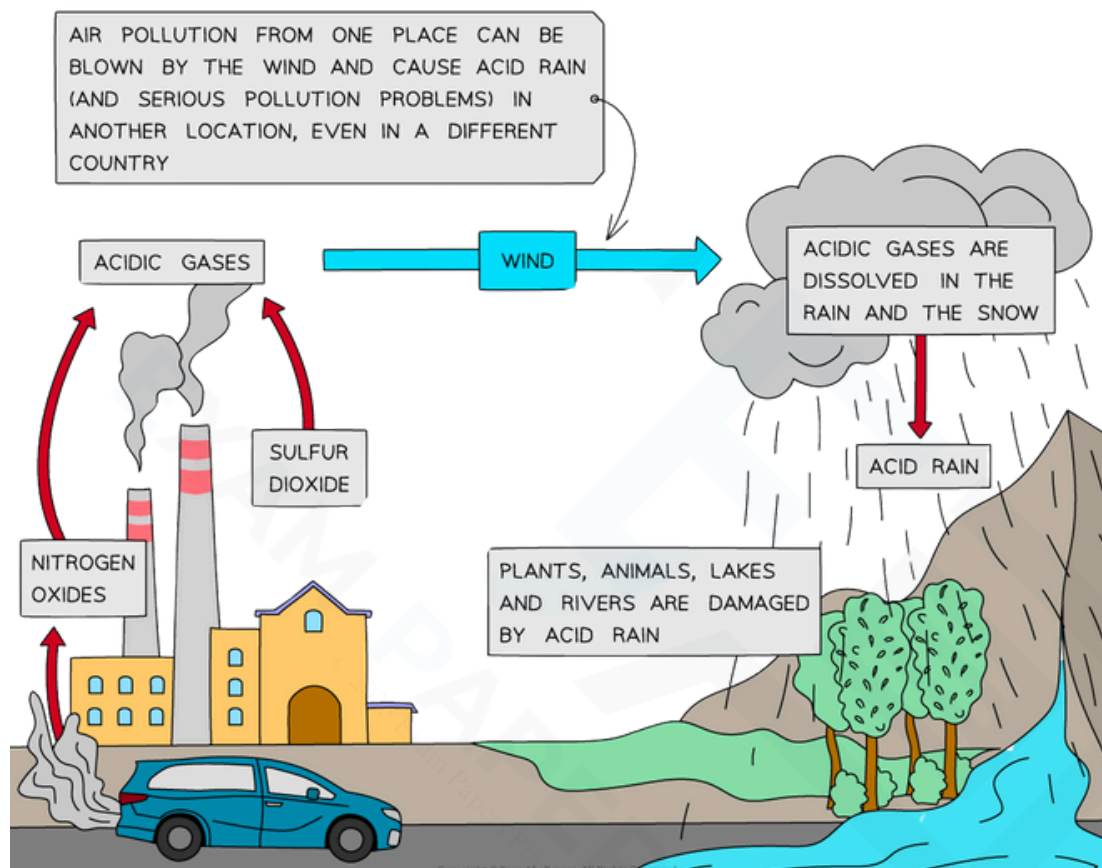 AIR POLLUTION FROM ONE PLACE CAN BE
BLOWN BY THE WIND AND CAUSE ACID RAIN
(AND SERIOUS POLLUTION PROBLEMS) IN
ANOTHER LOCATION, EVEN IN A DIFFERENT
COUNTRY
ACIDIC GASES
WIND
ACIDIC GASES ARE
DISSOLVED IN THE
RAIN AND THE SNOW
SULFUR
DIOXIDE
ACID RAIN
NITROGEN
OXIDES
PLANTS, ANIMALS, LAKES
AND RIVERS ARE DAMAGED
BY ACID RAIN